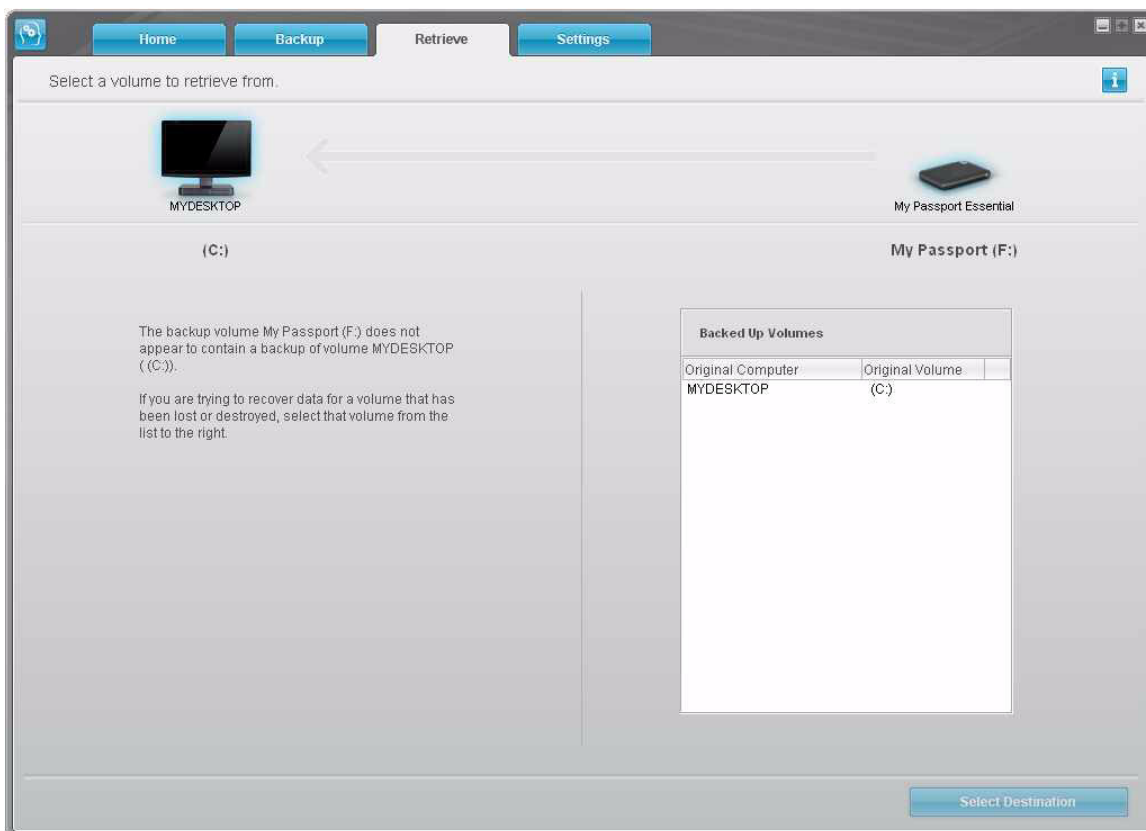 Home Backup Retrieve Settings
Select a volume to retrieve from.
i
MYDESKTOP
My Passport Essential
(C:)
My Passport (F:)
The backup volume My Passport (F:) does not
appear to contain a backup of volume MYDESKTOP
( (C:)).
If you are trying to recover data for a volume that has
been lost or destroyed, select that volume from the
list to the right.
Backed Up Volumes
Original Computer Original Volume
MYDESKTOP (C:)
Select Destination